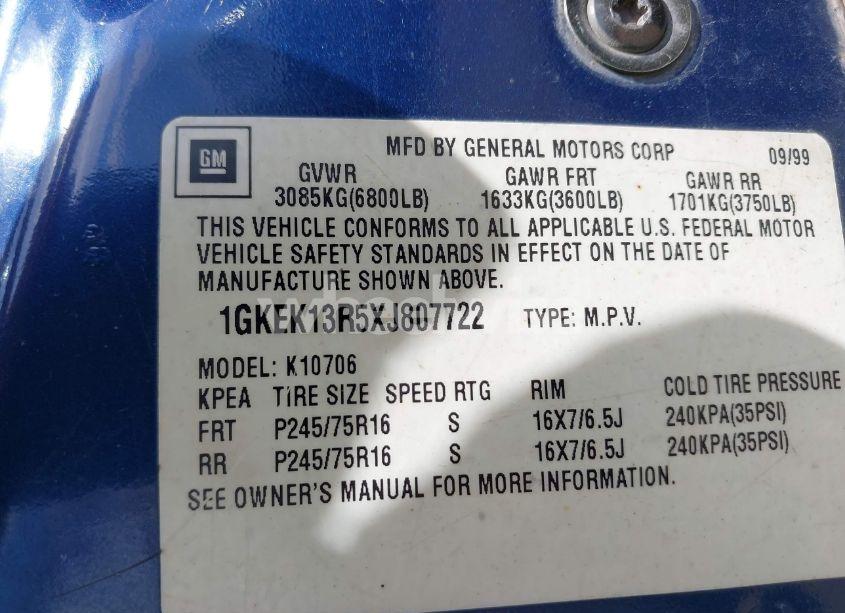 GM
MFD BY GENERAL MOTORS CORP 09/99
GVWR GAWR FRT GAWR RR
3085KG(6800LB) 1633KG(3600LB) 1701KG(3750LB)
THIS VEHICLE CONFORMS TO ALL APPLICABLE U.S. FEDERAL MOTOR
VEHICLE SAFETY STANDARDS IN EFFECT ON THE DATE OF
MANUFACTURE SHOWN ABOVE.
1GKEK13R5XJ807722 TYPE: M.P.V.
MODEL: K10706
KPEA TIRE SIZE SPEED RTG RIM COLD TIRE PRESSURE
FRT P245/75R16 S 16X7/6.5J 240KPA(35PSI)
RR P245/75R16 S 16X7/6.5J 240KPA(35PSI)
SEE OWNER'S MANUAL FOR MORE INFORMATION.